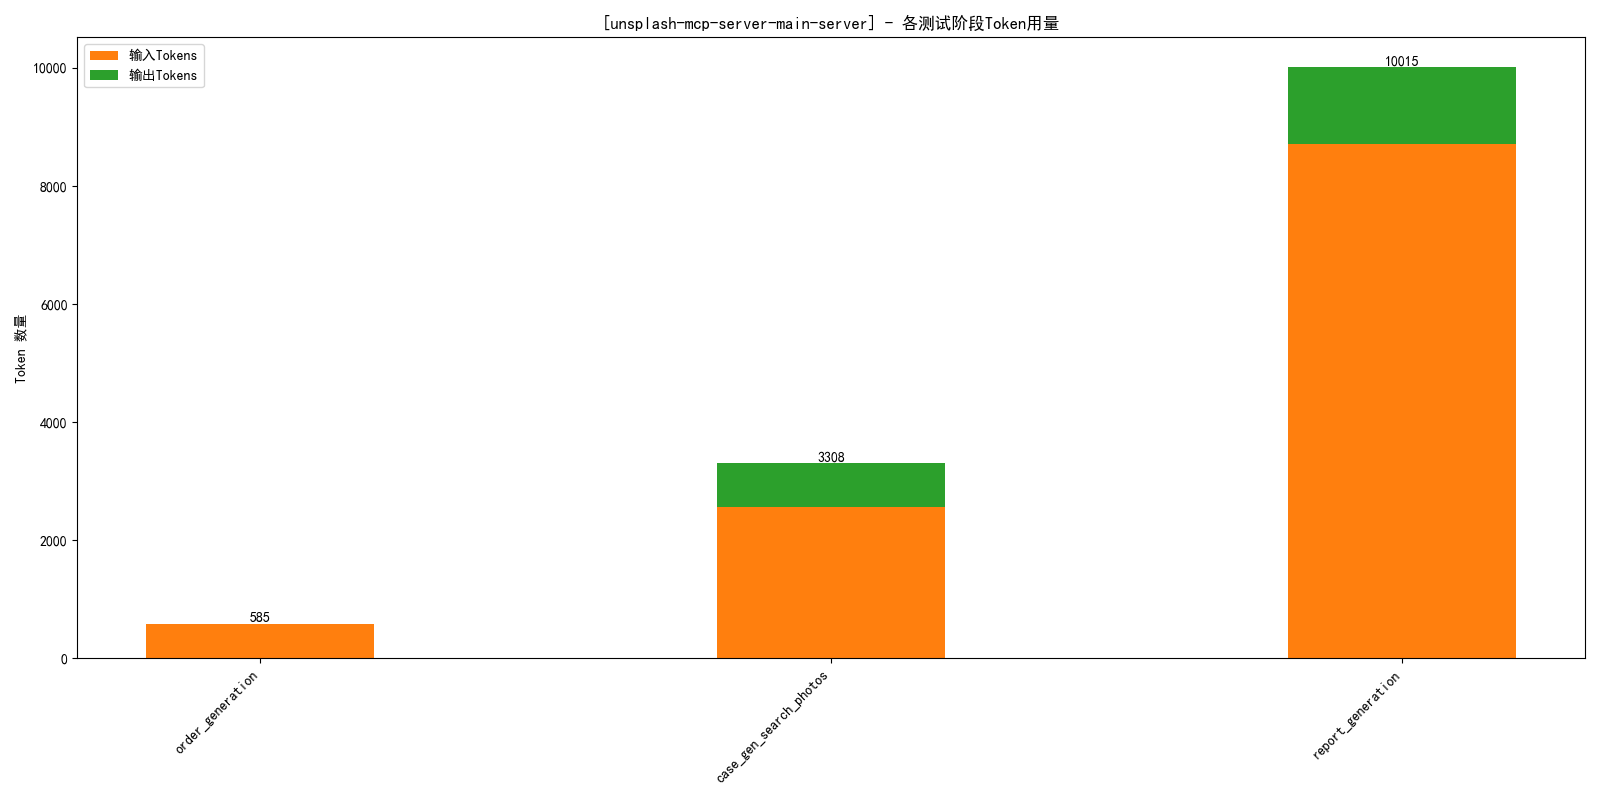 [unsplash-mcp-server-main-server] - 各测试阶段Token用量
输入Tokens
输出Tokens
Token 数量
10000
8000
6000
4000
2000
0
585
3308
10015
order_generation
case_gen_search_photos
report_generation